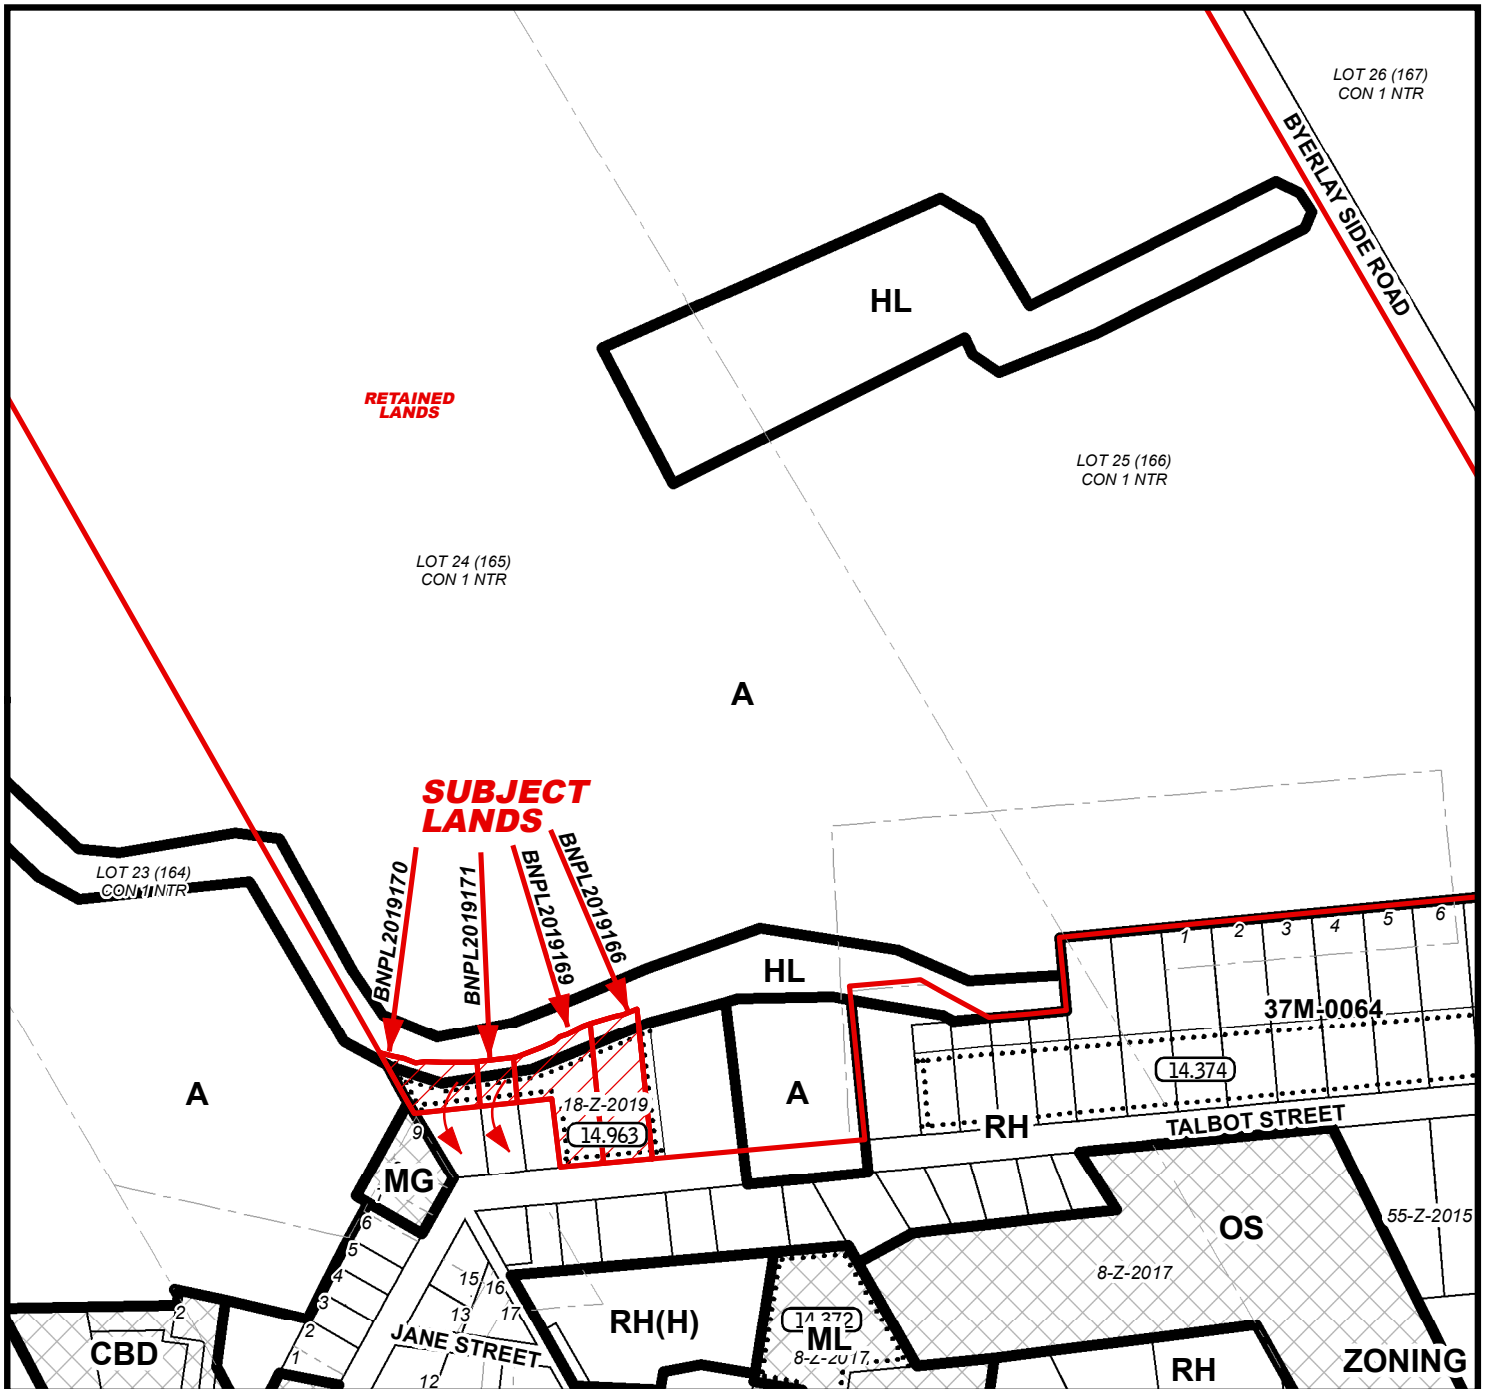 LOT 26 (167)
CON 1 NTR
BYERLAY SIDE ROAD
HL
RETAINED
LANDS
LOT 25 (166)
CON 1 NTR
LOT 24 (165)
CON 1 NTR
A
SUBJECT
LANDS
BNPL2019170
BNPL2019171
BNPL2019169
BNPL2019166
LOT 23 (164)
CON 1 NTR
HL
1
2
3
4
5
6
37M-0064
14.374
A
A
18-Z-2019
14.963
RH
TALBOT STREET
9
MG
6
5
4
3
2
1
OS
55-Z-2015
8-Z-2017
15
16
13
17
12
JANE STREET
RH(H)
14.372
ML
8-Z-2017
2
CBD
RH
ZONING